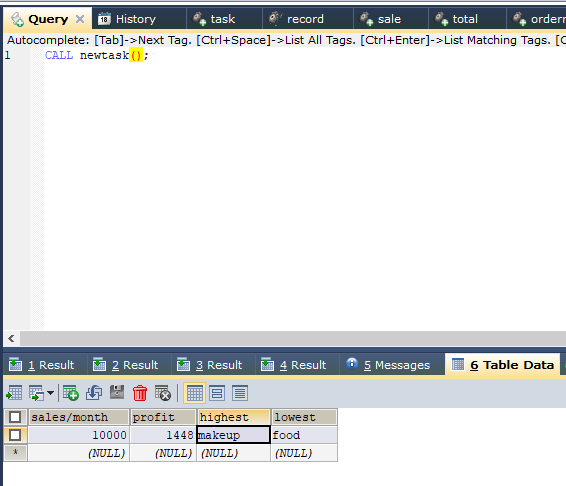 Query History task record sale total orderr
Autocomplete: [Tab]->Next Tag. [Ctrl+Space]->List All Tags. [Ctrl+Enter]->List Matching Tags. [C
1 CALL newtask();
1 Result 2 Result 3 Result 4 Result 5 Messages 6 Table Data
sales/month profit highest lowest
10000 1448 makeup food
* (NULL) (NULL) (NULL) (NULL)